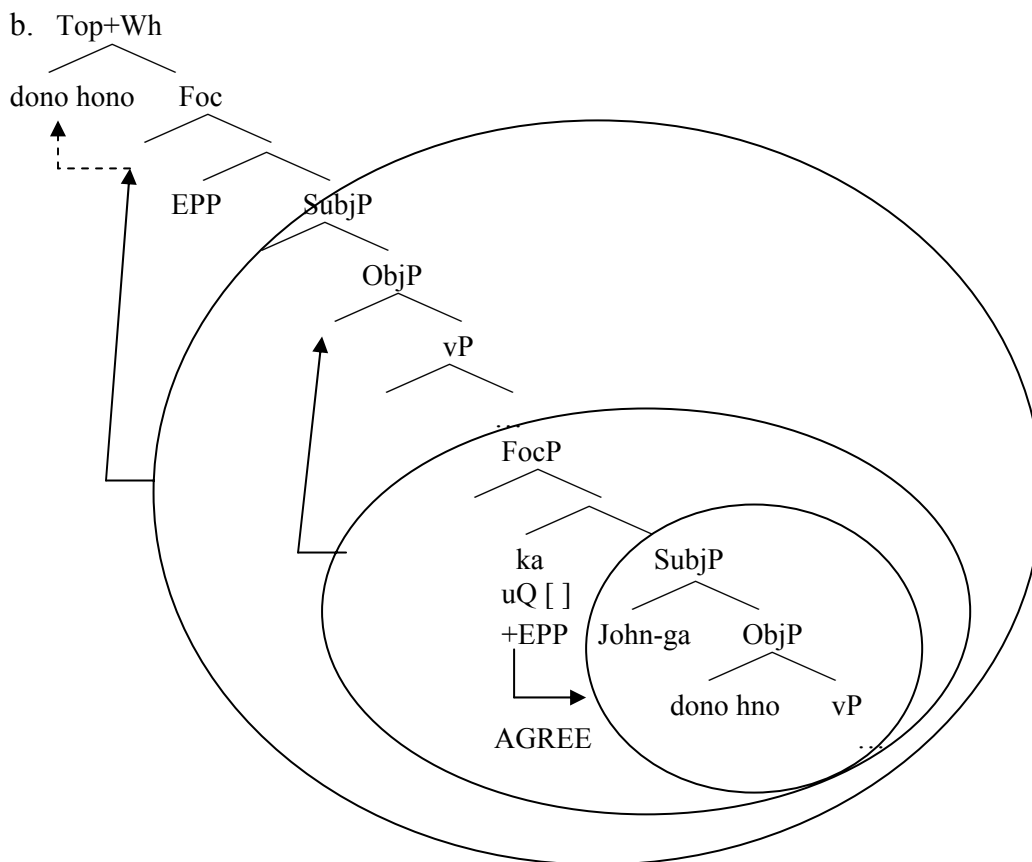 b. Top+Wh
dono hono Foc
EPP SubjP
ObjP
vP
...
FocP
ka SubjP
uQ [ ]
+EPP John-ga ObjP
dono hno vP
AGREE ...